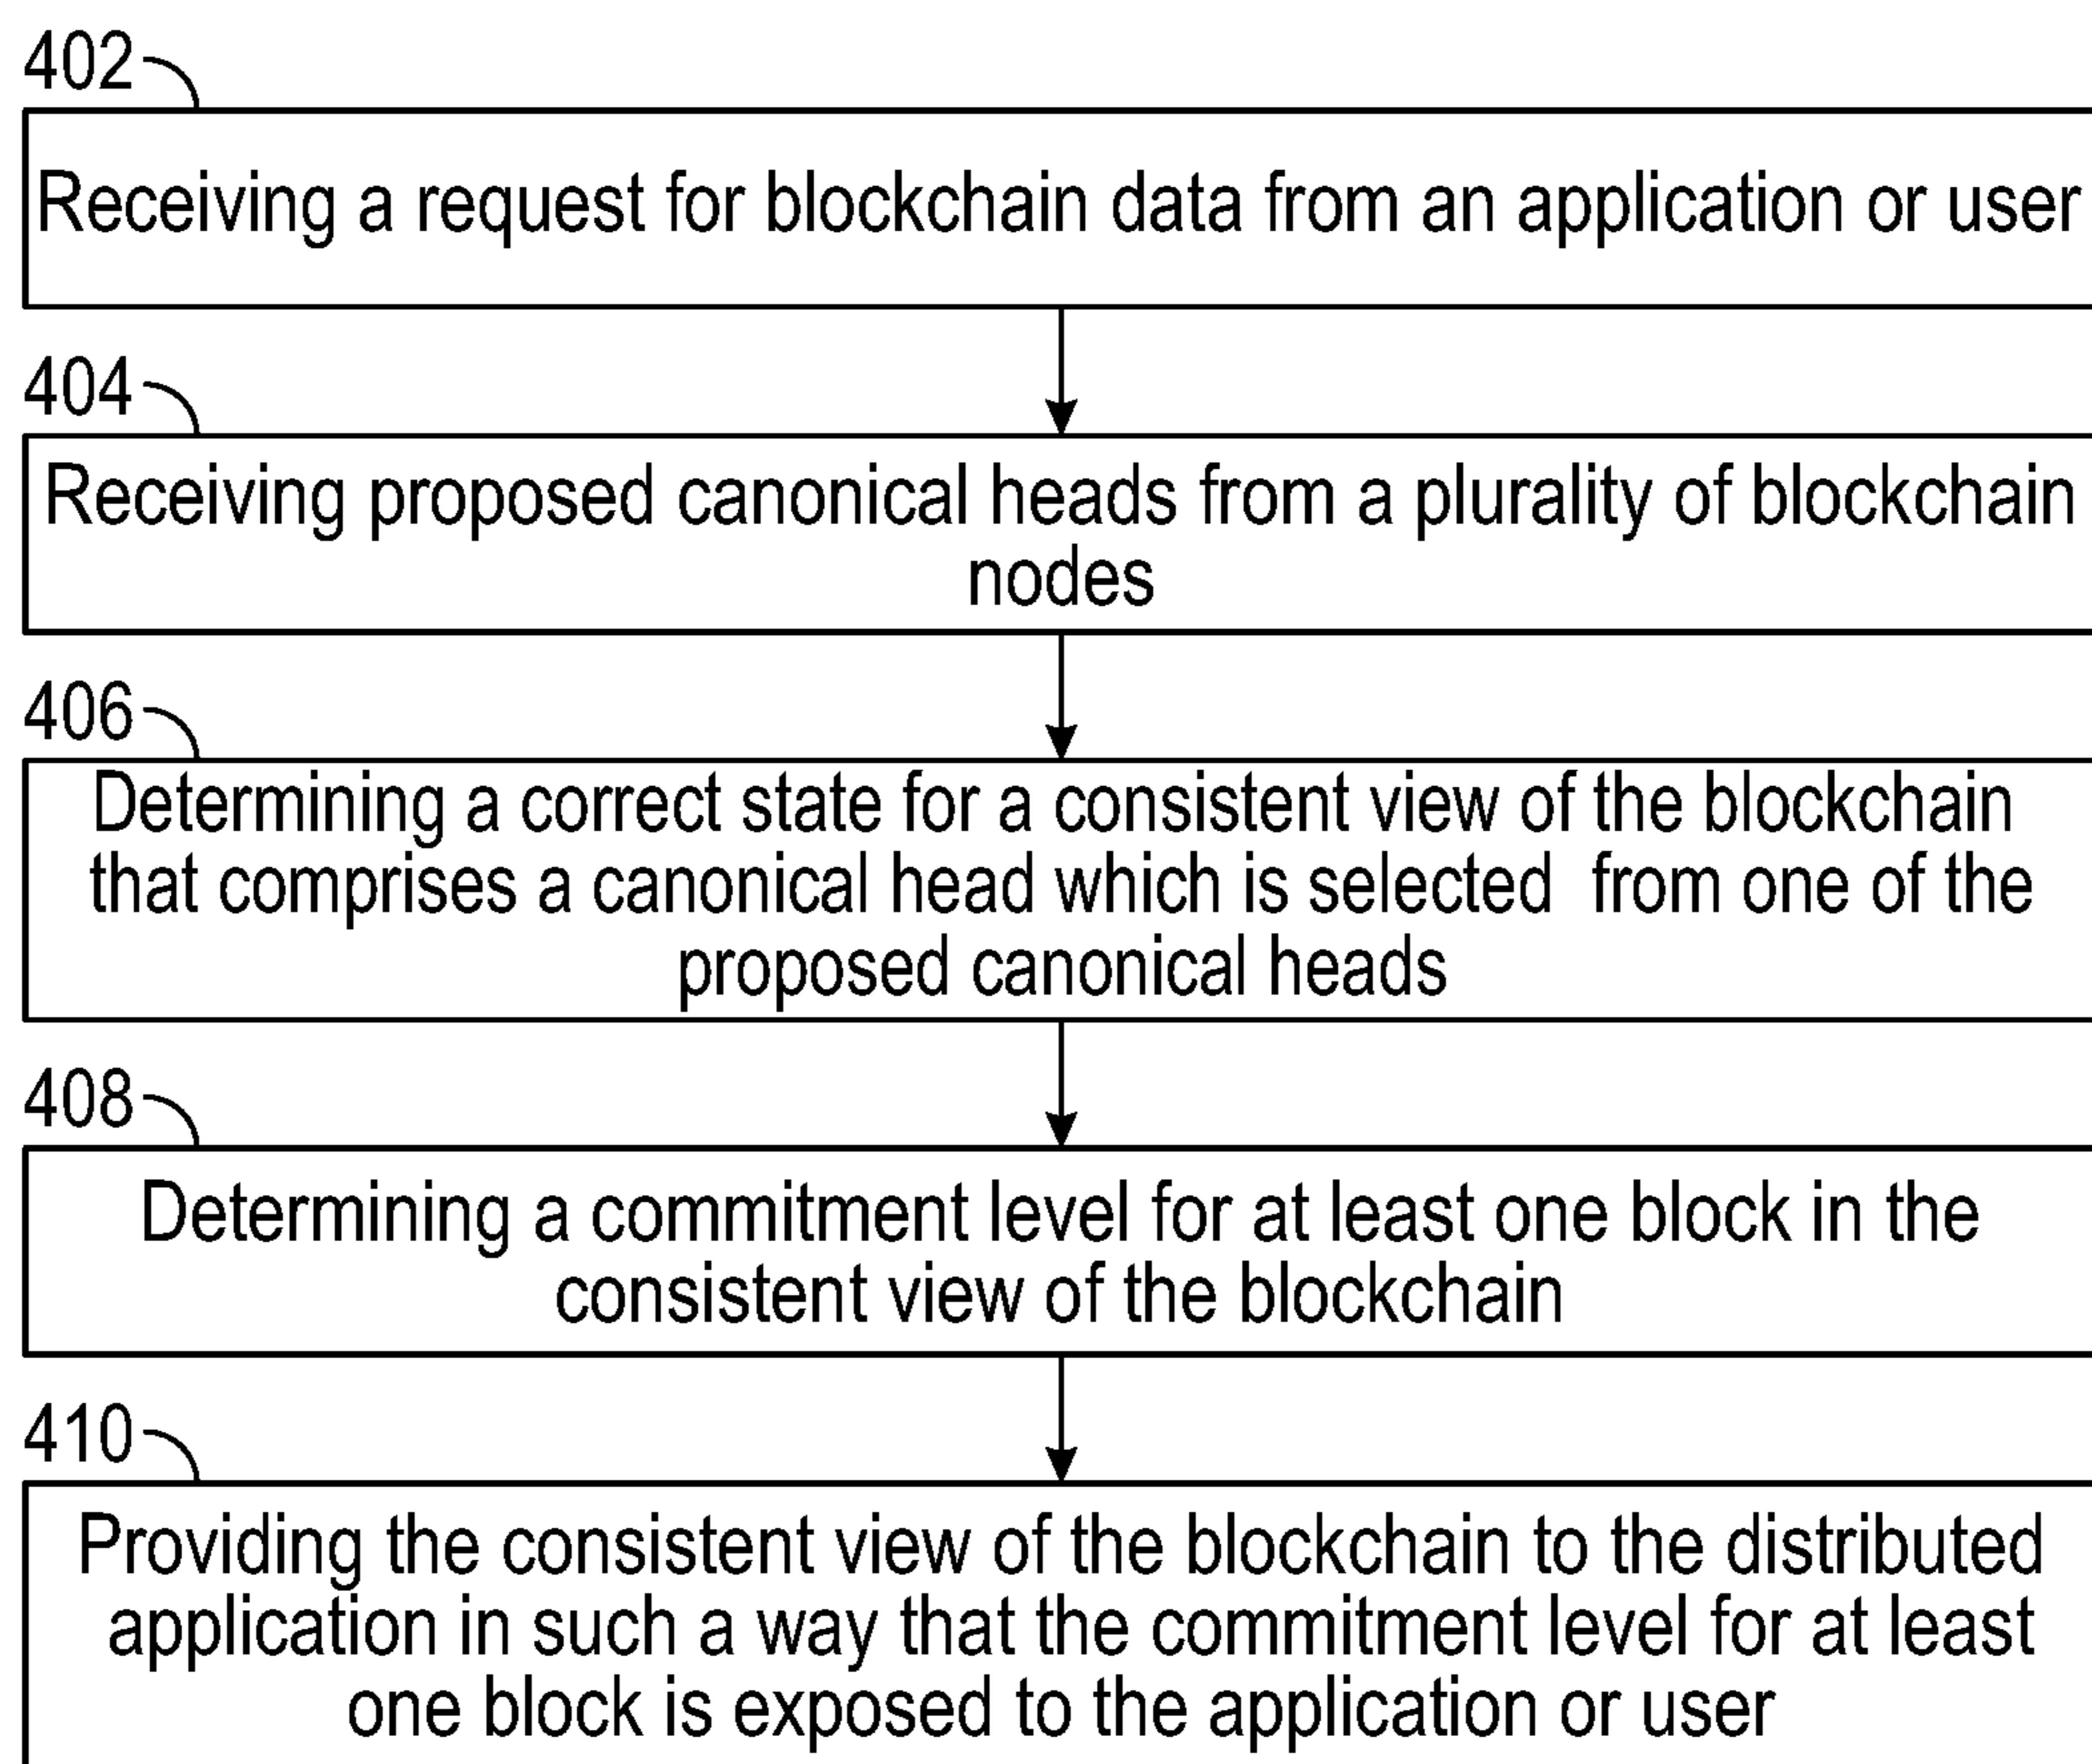 402
Receiving a request for blockchain data from an application or user
404
Receiving proposed canonical heads from a plurality of blockchain
nodes
406
Determining a correct state for a consistent view of the blockchain
that comprises a canonical head which is selected from one of the
proposed canonical heads
408
Determining a commitment level for at least one block in the
consistent view of the blockchain
410
Providing the consistent view of the blockchain to the distributed
application in such a way that the commitment level for at least
one block is exposed to the application or user